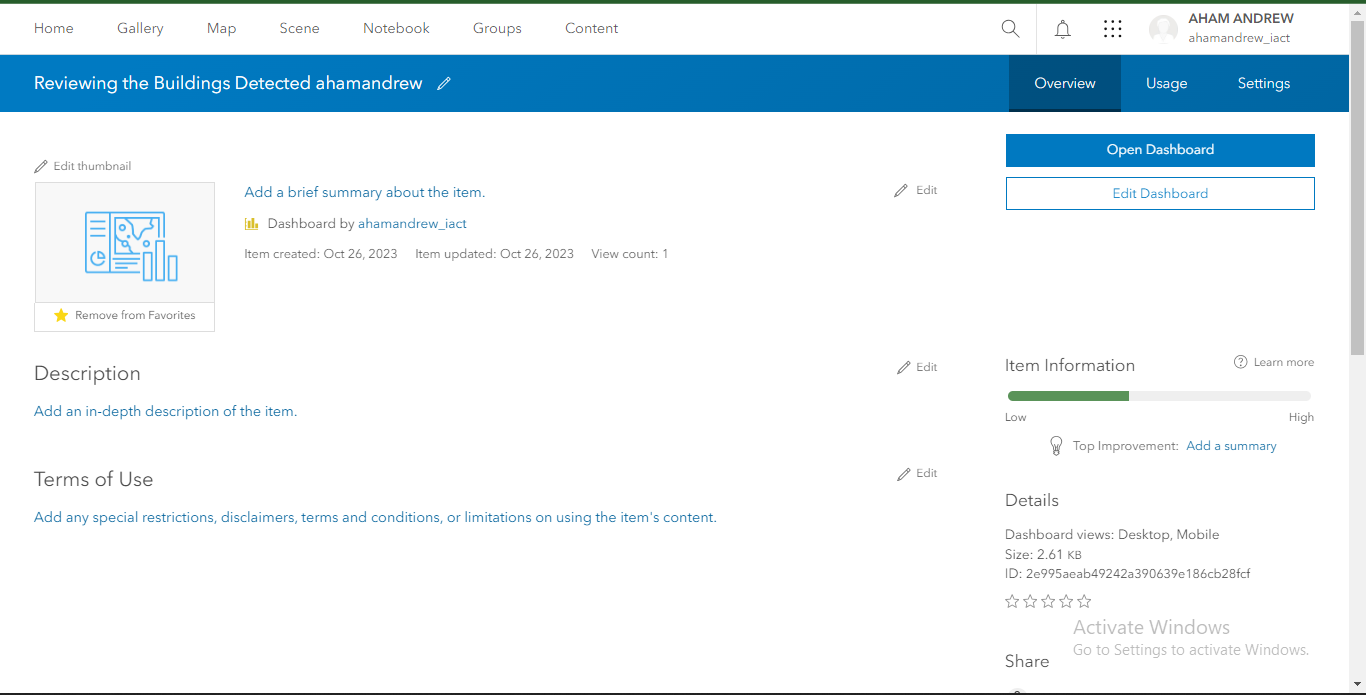 Home Gallery Map Scene Notebook Groups Content
AHAM ANDREW
ahamandrew_iact
Reviewing the Buildings Detected ahamandrew
Overview Usage Settings
Open Dashboard
Edit Dashboard
Edit thumbnail
Add a brief summary about the item.
Edit
Dashboard by ahamandrew_iact
Item created: Oct 26, 2023 Item updated: Oct 26, 2023 View count: 1
Remove from Favorites
Description
Edit
Add an in-depth description of the item.
Terms of Use
Edit
Add any special restrictions, disclaimers, terms and conditions, or limitations on using the item's content.
Item Information
Learn more
Low High
Top Improvement: Add a summary
Details
Dashboard views: Desktop, Mobile
Size: 2.61 KB
ID: 2e995aeab49242a390639e186cb28fcf
Activate Windows
Go to Settings to activate Windows.
Share